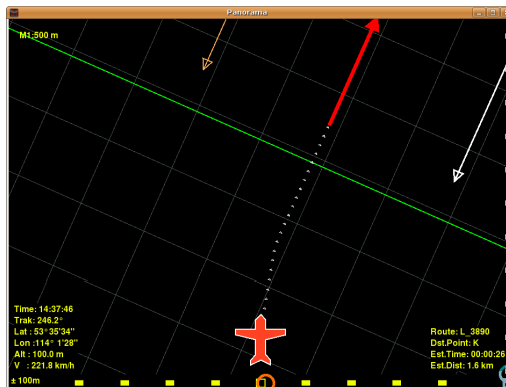 Panorama
M1:500 m
Time: 14:37:46
Trak: 246.2°
Lat : 53°35'34"
Lon :114° 1'28"
Alt : 100.0 m
V : 221.8 km/h
± 100m
Route: L_3890
Dst.Point: K
Est.Time: 00:00:26
Est.Dist: 1.6 km